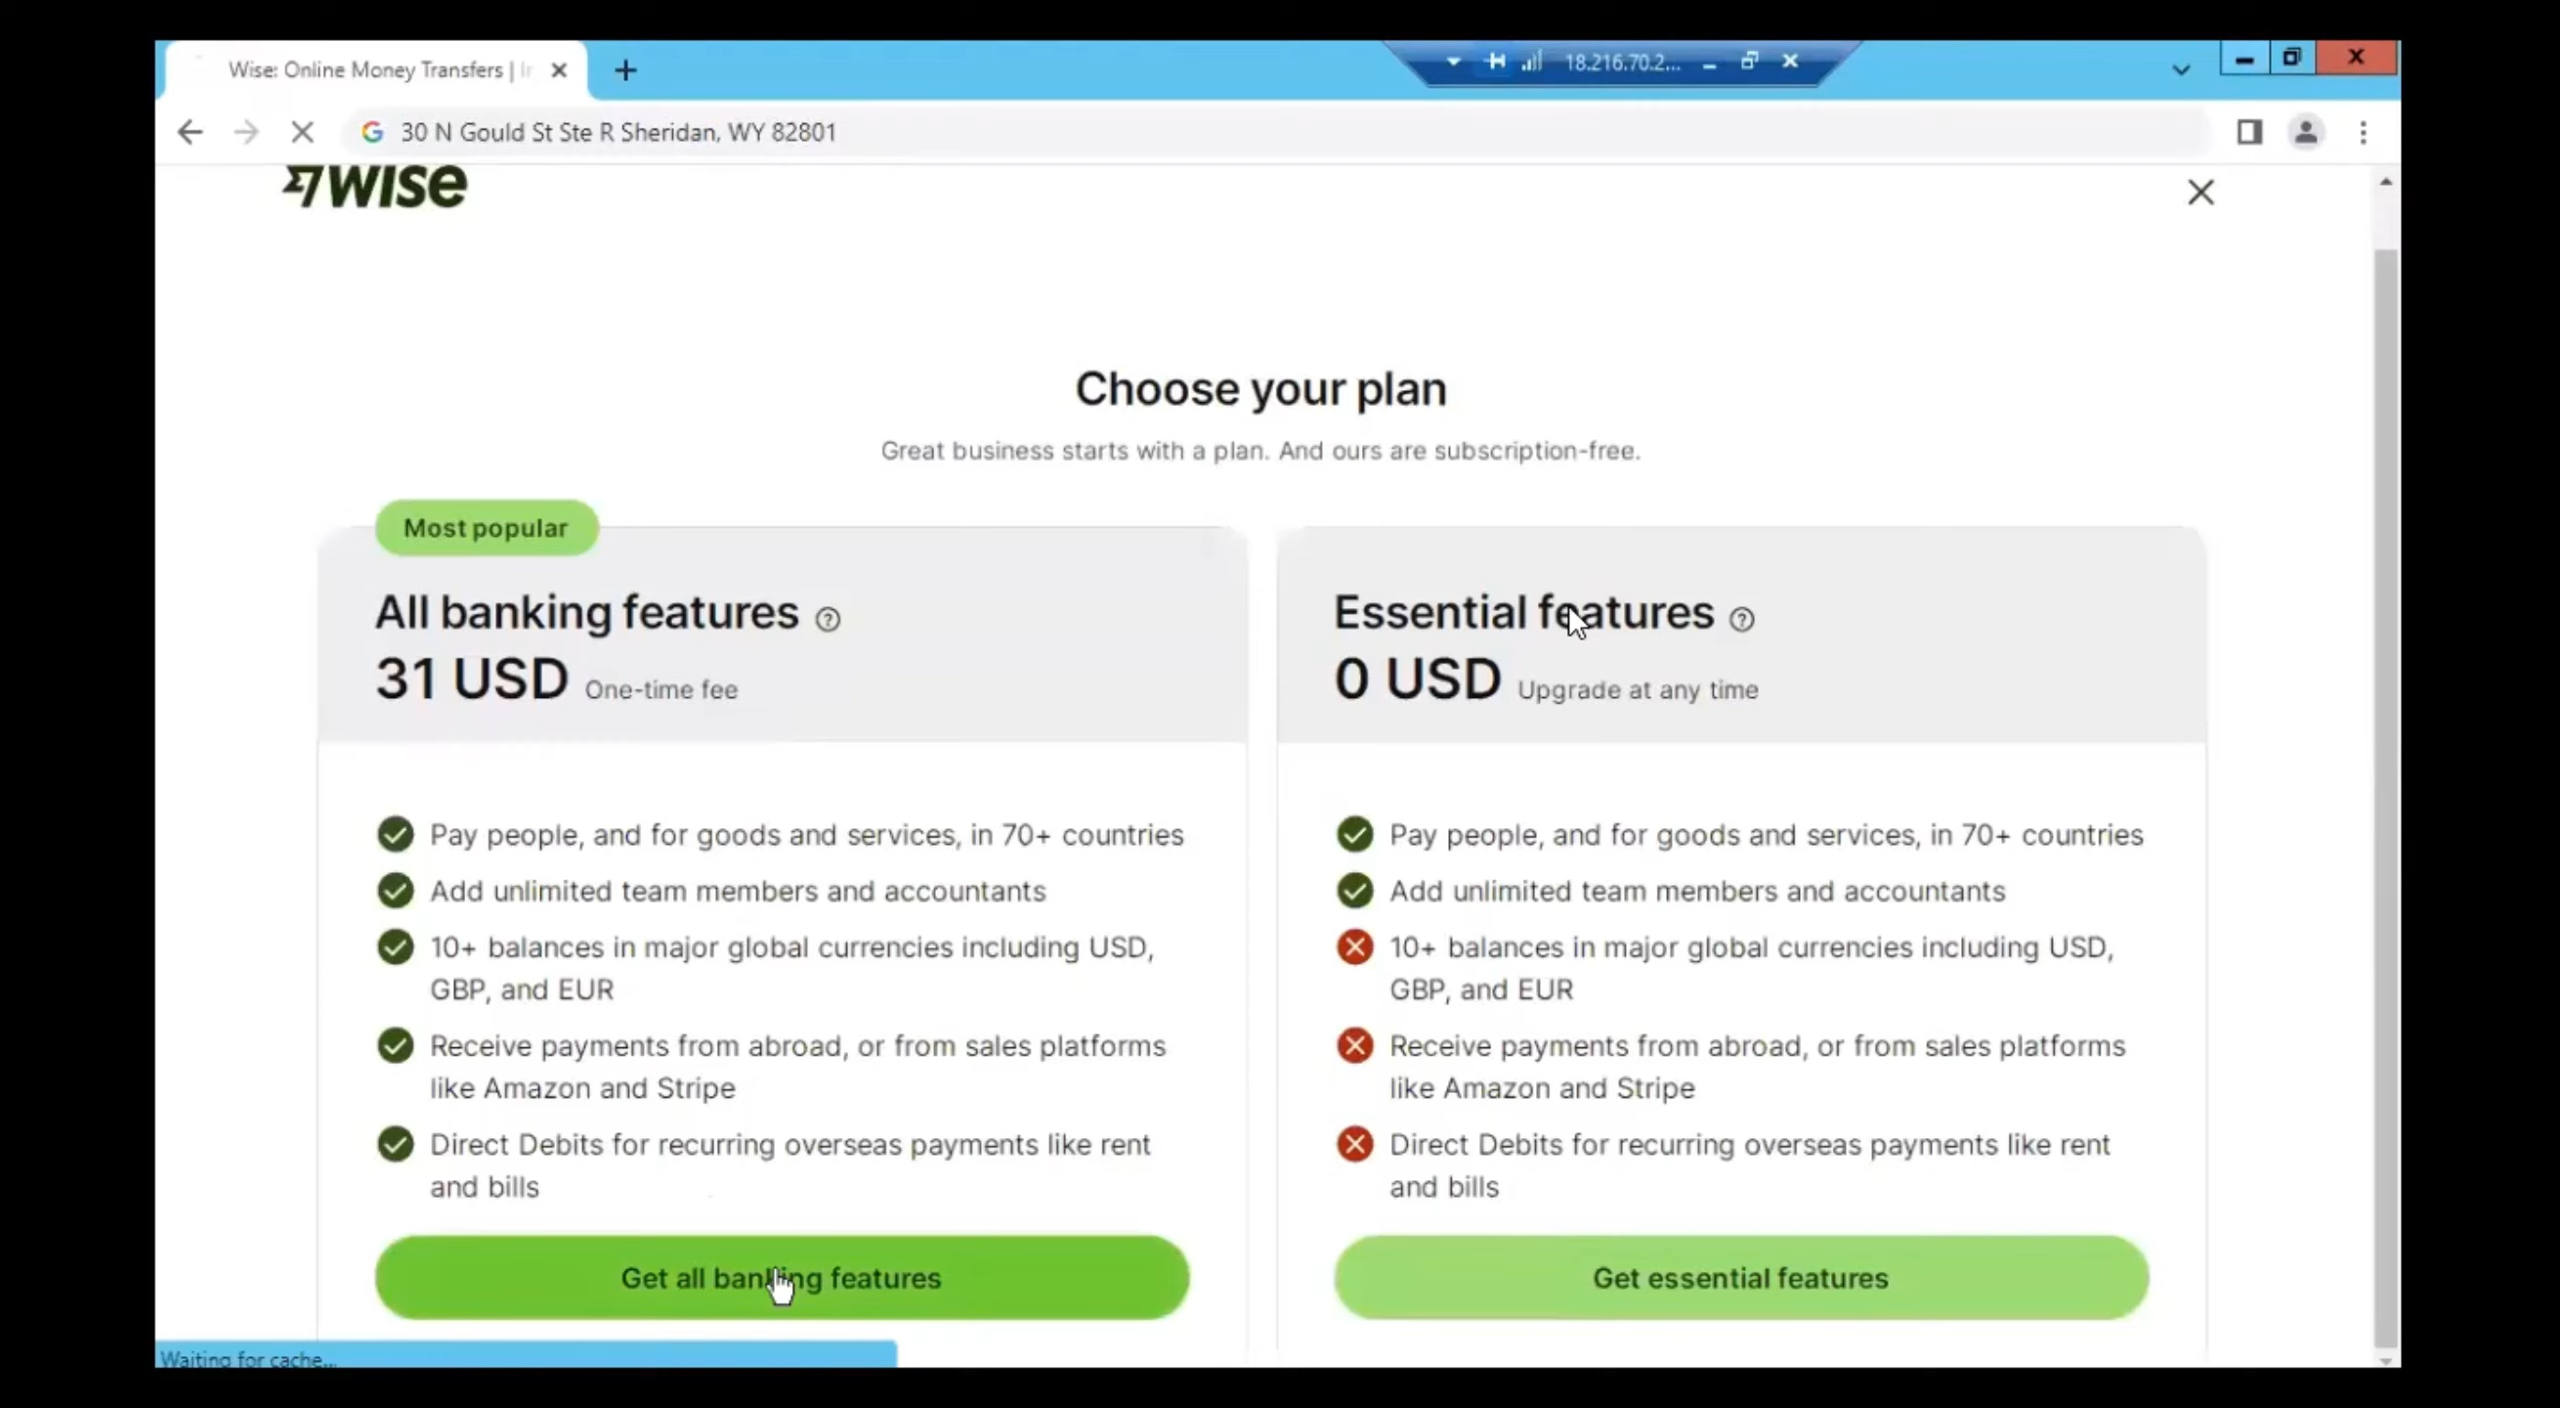 Wise: Online Money Transfers | In
18.216.70.2...
30 N Gould St Ste R Sheridan, WY 82801
wise
Choose your plan
Great business starts with a plan. And ours are subscription-free.
Most popular
All banking features
31 USD One-time fee
Pay people, and for goods and services, in 70+ countries
Add unlimited team members and accountants
10+ balances in major global currencies including USD,
GBP, and EUR
Receive payments from abroad, or from sales platforms
like Amazon and Stripe
Direct Debits for recurring overseas payments like rent
and bills
Get all banking features
Essential features
0 USD Upgrade at any time
Pay people, and for goods and services, in 70+ countries
Add unlimited team members and accountants
10+ balances in major global currencies including USD,
GBP, and EUR
Receive payments from abroad, or from sales platforms
like Amazon and Stripe
Direct Debits for recurring overseas payments like rent
and bills
Get essential features
Waiting for cache...